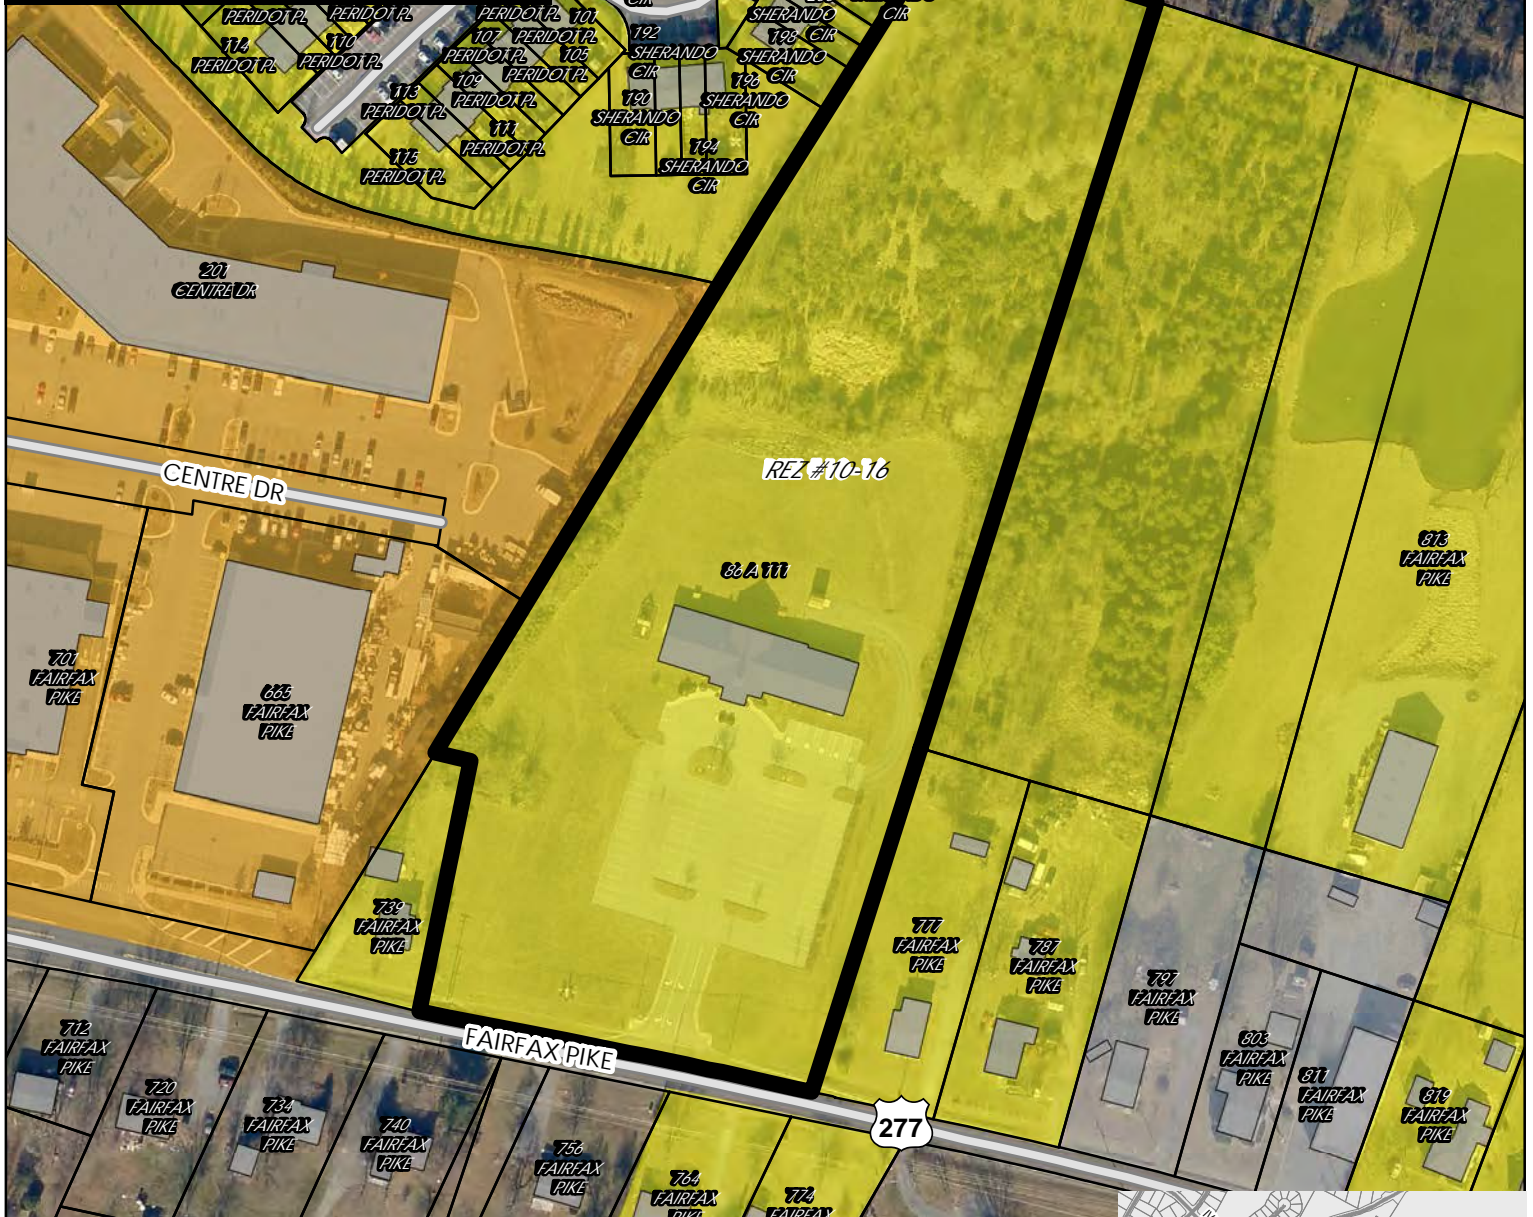 PERIDOT PL
PERIDOT PL
PERIDOT PL
101
PERIDOT PL
114
PERIDOT PL
110
PERIDOT PL
107
PERIDOT PL
105
PERIDOT PL
109
PERIDOT PL
113
PERIDOT PL
111
PERIDOT PL
115
PERIDOT PL
CIR
192
SHERANDO
CIR
190
SHERANDO
CIR
194
SHERANDO
CIR
196
SHERANDO
CIR
198
SHERANDO
CIR
SHERANDO
CIR
CIR
201
CENTRE DR
CENTRE DR
REZ #10-16
86 A 111
701
FAIRFAX
PIKE
665
FAIRFAX
PIKE
739
FAIRFAX
PIKE
813
FAIRFAX
PIKE
777
FAIRFAX
PIKE
787
FAIRFAX
PIKE
797
FAIRFAX
PIKE
803
FAIRFAX
PIKE
811
FAIRFAX
PIKE
819
FAIRFAX
PIKE
FAIRFAX PIKE
277
712
FAIRFAX
PIKE
720
FAIRFAX
PIKE
734
FAIRFAX
PIKE
740
FAIRFAX
PIKE
756
FAIRFAX
PIKE
764
FAIRFAX
PIKE
774
FAIRFAX